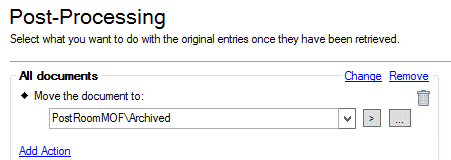 Post-Processing
Select what you want to do with the original entries once they have been retrieved.
All documents Change Remove
Move the document to:
PostRoomMOF\Archived > ...
Add Action